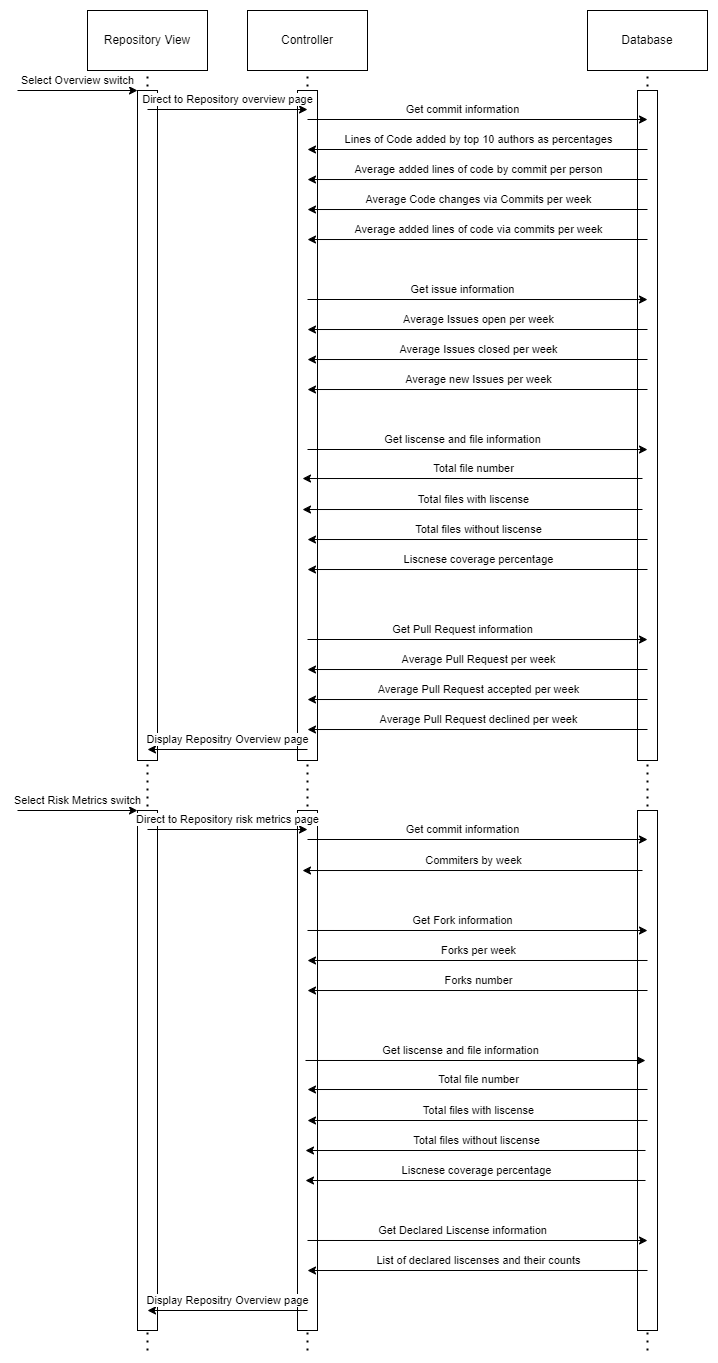 Repository View
Controller
Database
Select Overview switch
Direct to Repository overview page
Get commit information
Lines of Code added by top 10 authors as percentages
Average added lines of code by commit per person
Average Code changes via Commits per week
Average added lines of code via commits per week
Get issue information
Average Issues open per week
Average Issues closed per week
Average new Issues per week
Get liscense and file information
Total file number
Total files with liscense
Total files without liscense
Liscnese coverage percentage
Get Pull Request information
Average Pull Request per week
Average Pull Request accepted per week
Average Pull Request declined per week
Display Repositry Overview page
Select Risk Metrics switch
Direct to Repository risk metrics page
Get commit information
Commiters by week
Get Fork information
Forks per week
Forks number
Get liscense and file information
Total file number
Total files with liscense
Total files without liscense
Liscnese coverage percentage
Get Declared Liscense information
List of declared liscenses and their counts
Display Repositry Overview page